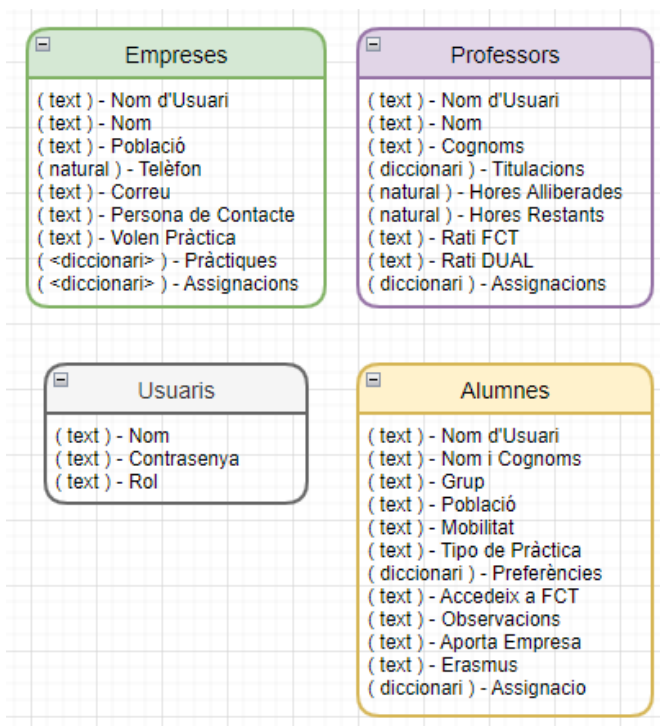 Empreses
( text ) - Nom d'Usuari
( text ) - Nom
( text ) - Població
( natural ) - Telèfon
( text ) - Correu
( text ) - Persona de Contacte
( text ) - Volen Pràctica
( <diccionari> ) - Pràctiques
( <diccionari> ) - Assignacions
Professors
( text ) - Nom d'Usuari
( text ) - Nom
( text ) - Cognoms
( diccionari ) - Titulacions
( natural ) - Hores Alliberades
( natural ) - Hores Restants
( text ) - Rati FCT
( text ) - Rati DUAL
( diccionari ) - Assignacions
Usuaris
( text ) - Nom
( text ) - Contrasenya
( text ) - Rol
Alumnes
( text ) - Nom d'Usuari
( text ) - Nom i Cognoms
( text ) - Grup
( text ) - Població
( text ) - Mobilitat
( text ) - Tipo de Pràctica
( diccionari ) - Preferències
( text ) - Accedeix a FCT
( text ) - Observacions
( text ) - Aporta Empresa
( text ) - Erasmus
( diccionari ) - Assignacio